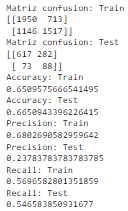 Matriz confusion: Train
[[1950 713]
[1146 1517]]
Matriz confusion: Test
[[617 282]
[ 73 88]]
Accuracy: Train
0.6509575666541495
Accuracy: Test
0.6650943396226415
Precision: Train
0.6802690582959642
Precision: Test
0.23783783783783785
Recall: Train
0.5696582801351859
Recall: Test
0.546583850931677